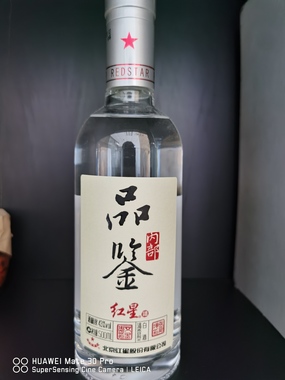 REDSTAR
品鉴
内部
红星
北京红星股份有限公司
HUAWEI Mate 30 Pro
SuperSensing Cine Camera | LEICA